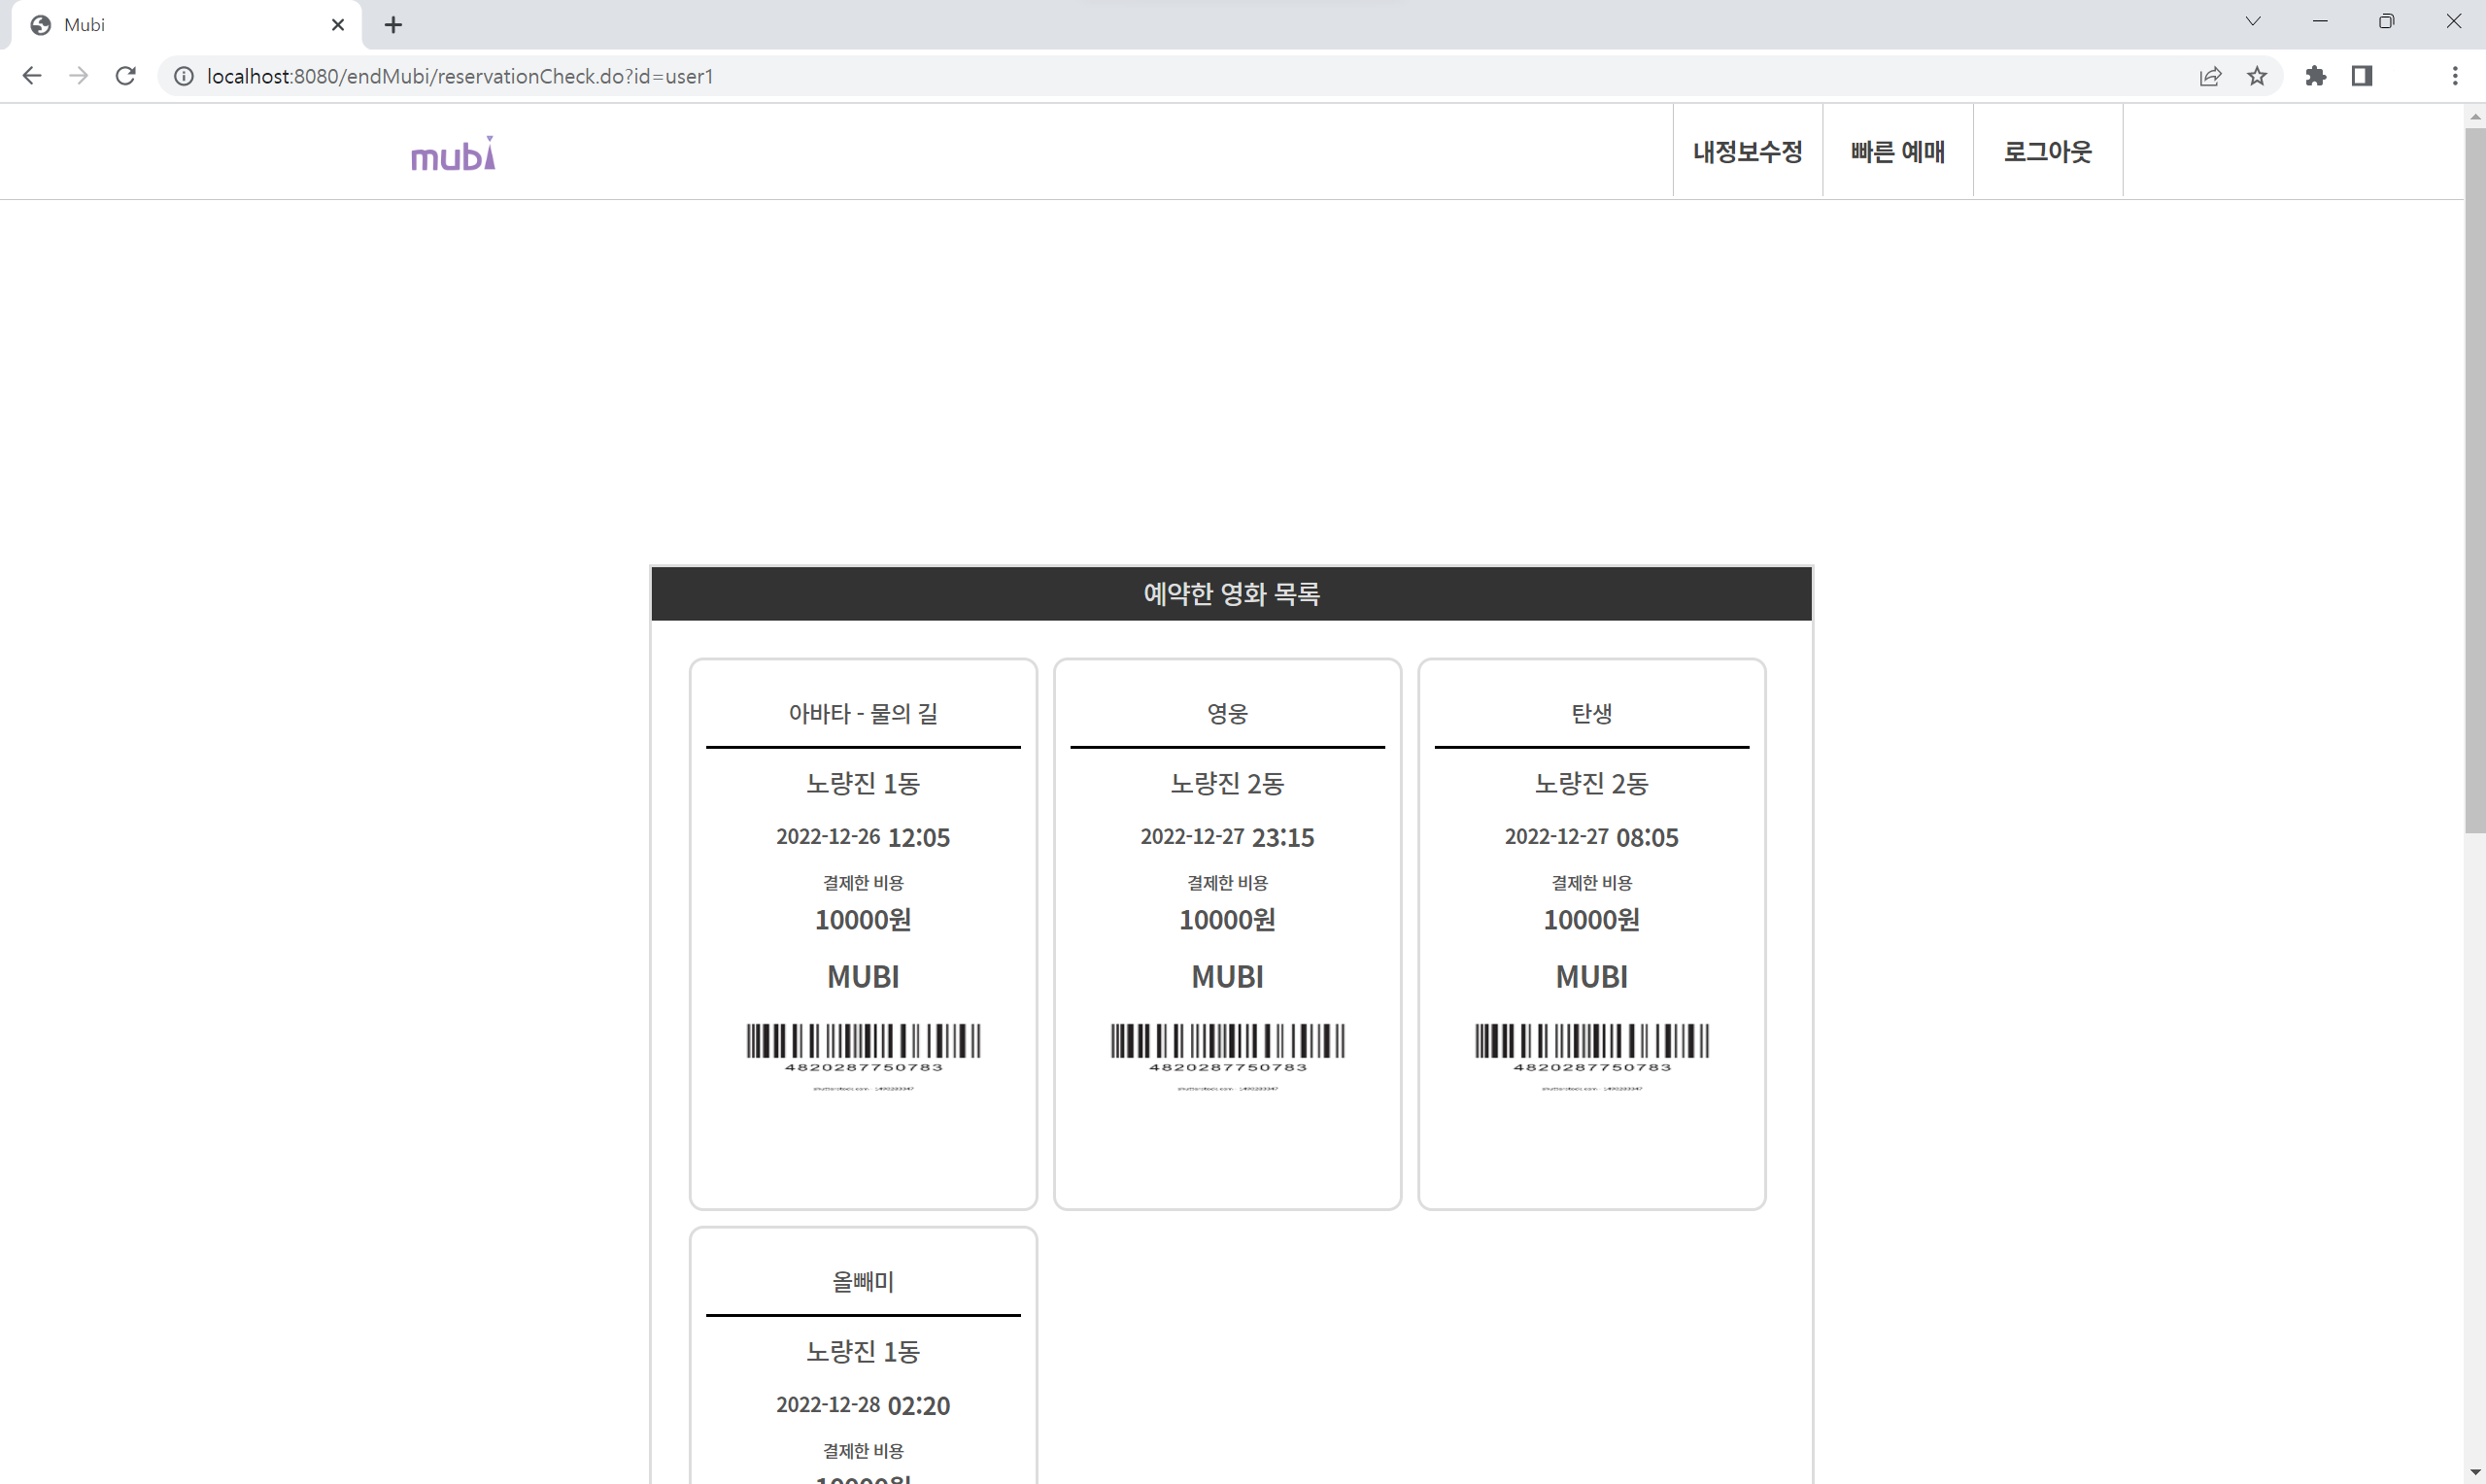 Mubi
localhost:8080/endMubi/reservationCheck.do?id=user1
mubi
내정보수정
빠른 예매
로그아웃
예약한 영화 목록
아바타 - 물의 길
노량진 1동
2022-12-26 12:05
결제한 비용
10000원
MUBI
4820287750783
영웅
노량진 2동
2022-12-27 23:15
결제한 비용
10000원
MUBI
4820287750783
탄생
노량진 2동
2022-12-27 08:05
결제한 비용
10000원
MUBI
4820287750783
올빼미
노량진 1동
2022-12-28 02:20
결제한 비용
10000원